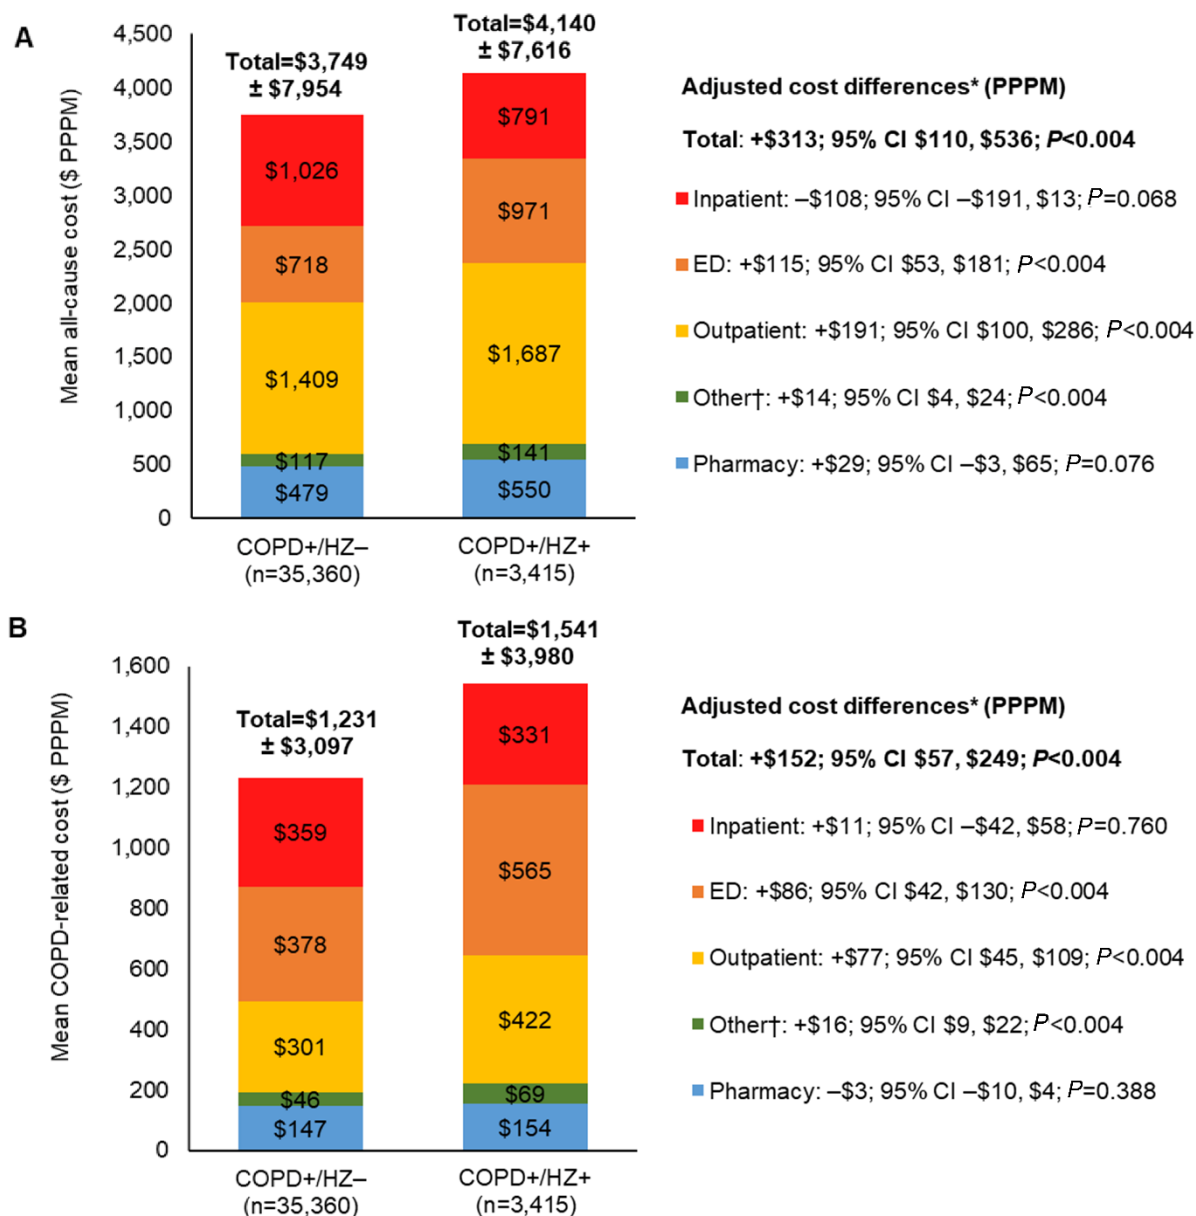 A
4,500
4,000
3,500
3,000
2,500
2,000
1,500
1,000
500
0
Mean all-cause cost ($ PPPM)
Total=$3,749
± $7,954
$1,026
$718
$1,409
$117
$479
COPD+/HZ–
(n=35,360)
Total=$4,140
± $7,616
$791
$971
$1,687
$141
$550
COPD+/HZ+
(n=3,415)
Adjusted cost differences* (PPPM)
Total: +$313; 95% CI $110, $536; P<0.004
Inpatient: –$108; 95% CI –$191, $13; P=0.068
ED: +$115; 95% CI $53, $181; P<0.004
Outpatient: +$191; 95% CI $100, $286; P<0.004
Other†: +$14; 95% CI $4, $24; P<0.004
Pharmacy: +$29; 95% CI –$3, $65; P=0.076
B
1,600
1,400
1,200
1,000
800
600
400
200
0
Mean COPD-related cost ($ PPPM)
Total=$1,231
± $3,097
$359
$378
$301
$46
$147
COPD+/HZ–
(n=35,360)
Total=$1,541
± $3,980
$331
$565
$422
$69
$154
COPD+/HZ+
(n=3,415)
Adjusted cost differences* (PPPM)
Total: +$152; 95% CI $57, $249; P<0.004
Inpatient: +$11; 95% CI –$42, $58; P=0.760
ED: +$86; 95% CI $42, $130; P<0.004
Outpatient: +$77; 95% CI $45, $109; P<0.004
Other†: +$16; 95% CI $9, $22; P<0.004
Pharmacy: –$3; 95% CI –$10, $4; P=0.388